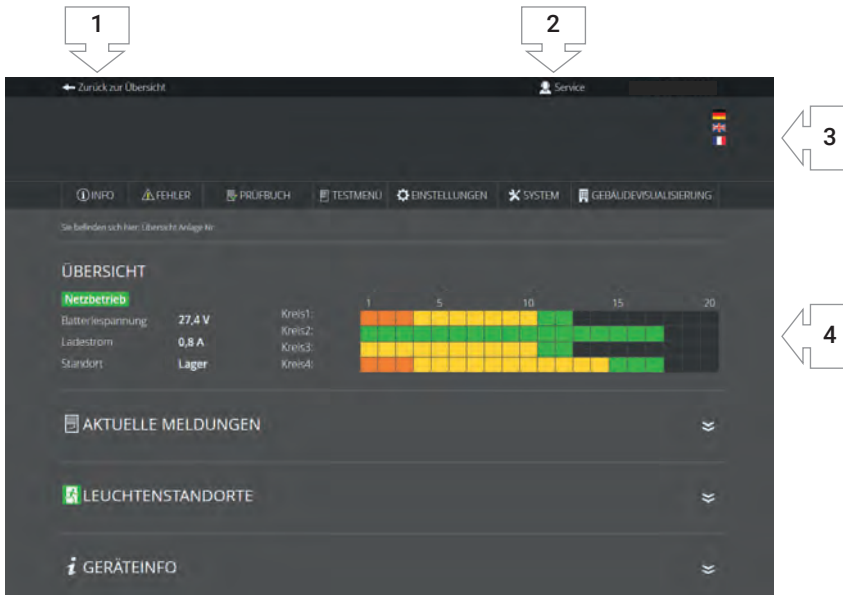 1
2
Zurück zur Übersicht
Service
3
INFO FEHLER PRÜFBUCH TESTMENÜ EINSTELLUNGEN SYSTEM GEBÄUDEVISUALISIERUNG
Sie befinden sich hier: Übersicht Anlage Nr
ÜBERSICHT
Netzbetrieb
1 5 10 15 20
Batteriespannung 27,4 V
Ladestrom 0,8 A
Standort Lager
Kreis1:
Kreis2:
Kreis3:
Kreis4:
4
AKTUELLE MELDUNGEN
LEUCHTENSTANDORTE
i GERÄTEINFO